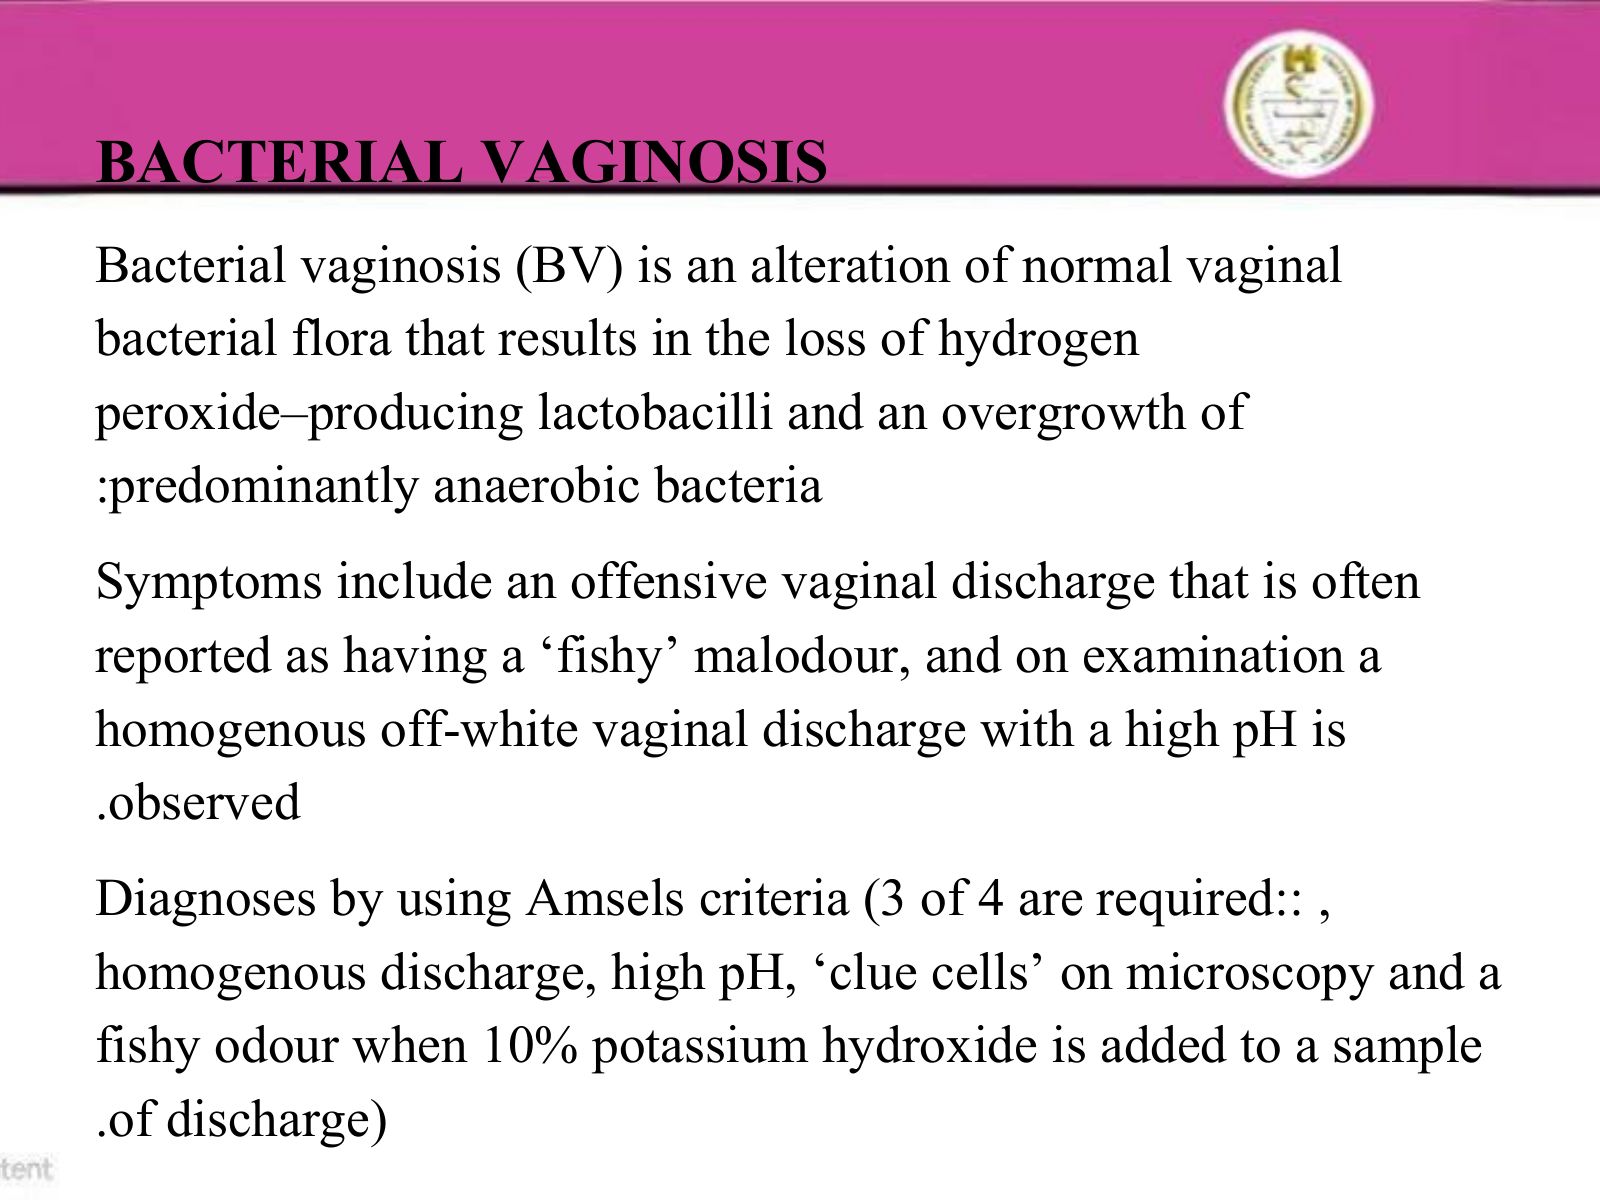 BACTERIAL VAGINOSIS
Bacterial vaginosis (BV) is an alteration of normal vaginal
bacterial flora that results in the loss of hydrogen
peroxide–producing lactobacilli and an overgrowth of
:predominantly anaerobic bacteria
Symptoms include an offensive vaginal discharge that is often
reported as having a ‘fishy’ malodour, and on examination a
homogenous off-white vaginal discharge with a high pH is
.observed
Diagnoses by using Amsels criteria (3 of 4 are required:: ,
homogenous discharge, high pH, ‘clue cells’ on microscopy and a
fishy odour when 10% potassium hydroxide is added to a sample
.of discharge)
tent